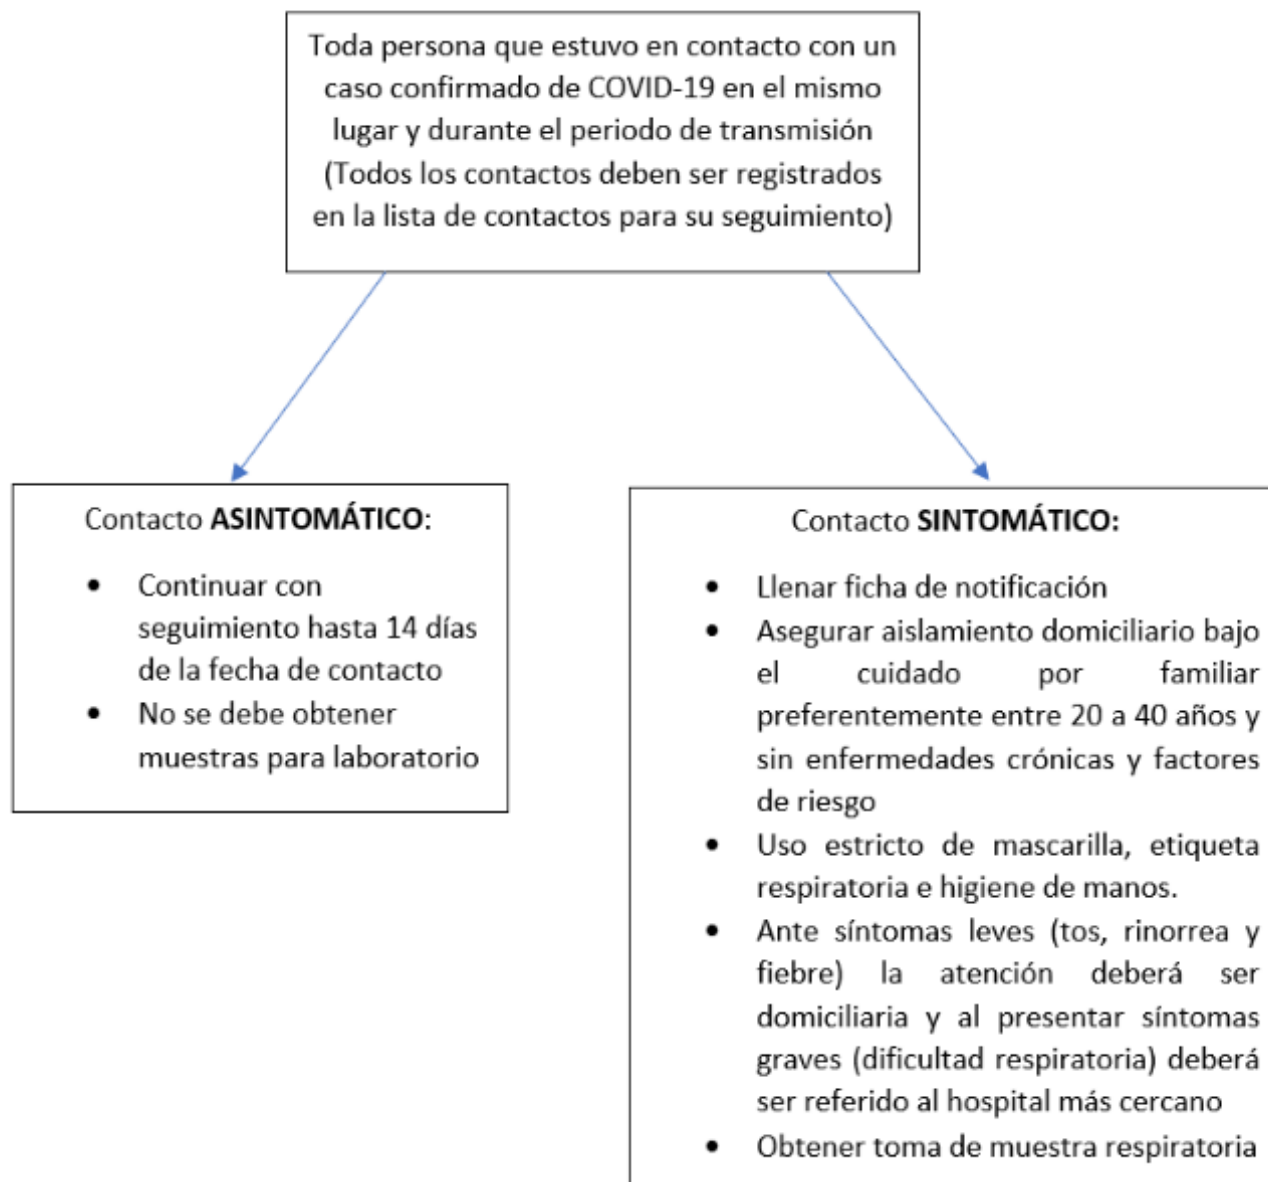 Toda persona que estuvo en contacto con un
caso confirmado de COVID-19 en el mismo
lugar y durante el periodo de transmisión
(Todos los contactos deben ser registrados
en la lista de contactos para su seguimiento)
Contacto ASINTOMÁTICO:
• Continuar con
seguimiento hasta 14 días
de la fecha de contacto
• No se debe obtener
muestras para laboratorio
Contacto SINTOMÁTICO:
• Llenar ficha de notificación
• Asegurar aislamiento domiciliario bajo
el cuidado por familiar
preferentemente entre 20 a 40 años y
sin enfermedades crónicas y factores
de riesgo
• Uso estricto de mascarilla, etiqueta
respiratoria e higiene de manos.
• Ante síntomas leves (tos, rinorrea y
fiebre) la atención deberá ser
domiciliaria y al presentar síntomas
graves (dificultad respiratoria) deberá
ser referido al hospital más cercano
• Obtener toma de muestra respiratoria